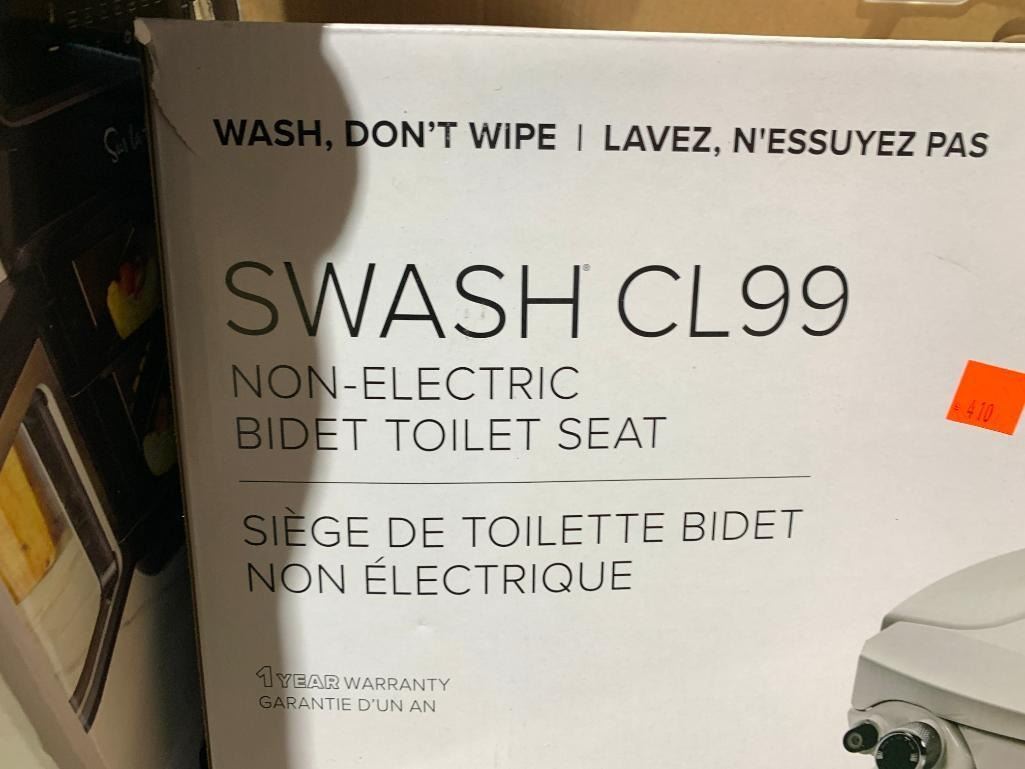 WASH, DON'T WIPE | LAVEZ, N'ESSUYEZ PAS
SWASH® CL99
NON-ELECTRIC
BIDET TOILET SEAT
410
SIÈGE DE TOILETTE BIDET
NON ÉLECTRIQUE
1 YEAR WARRANTY
GARANTIE D'UN AN